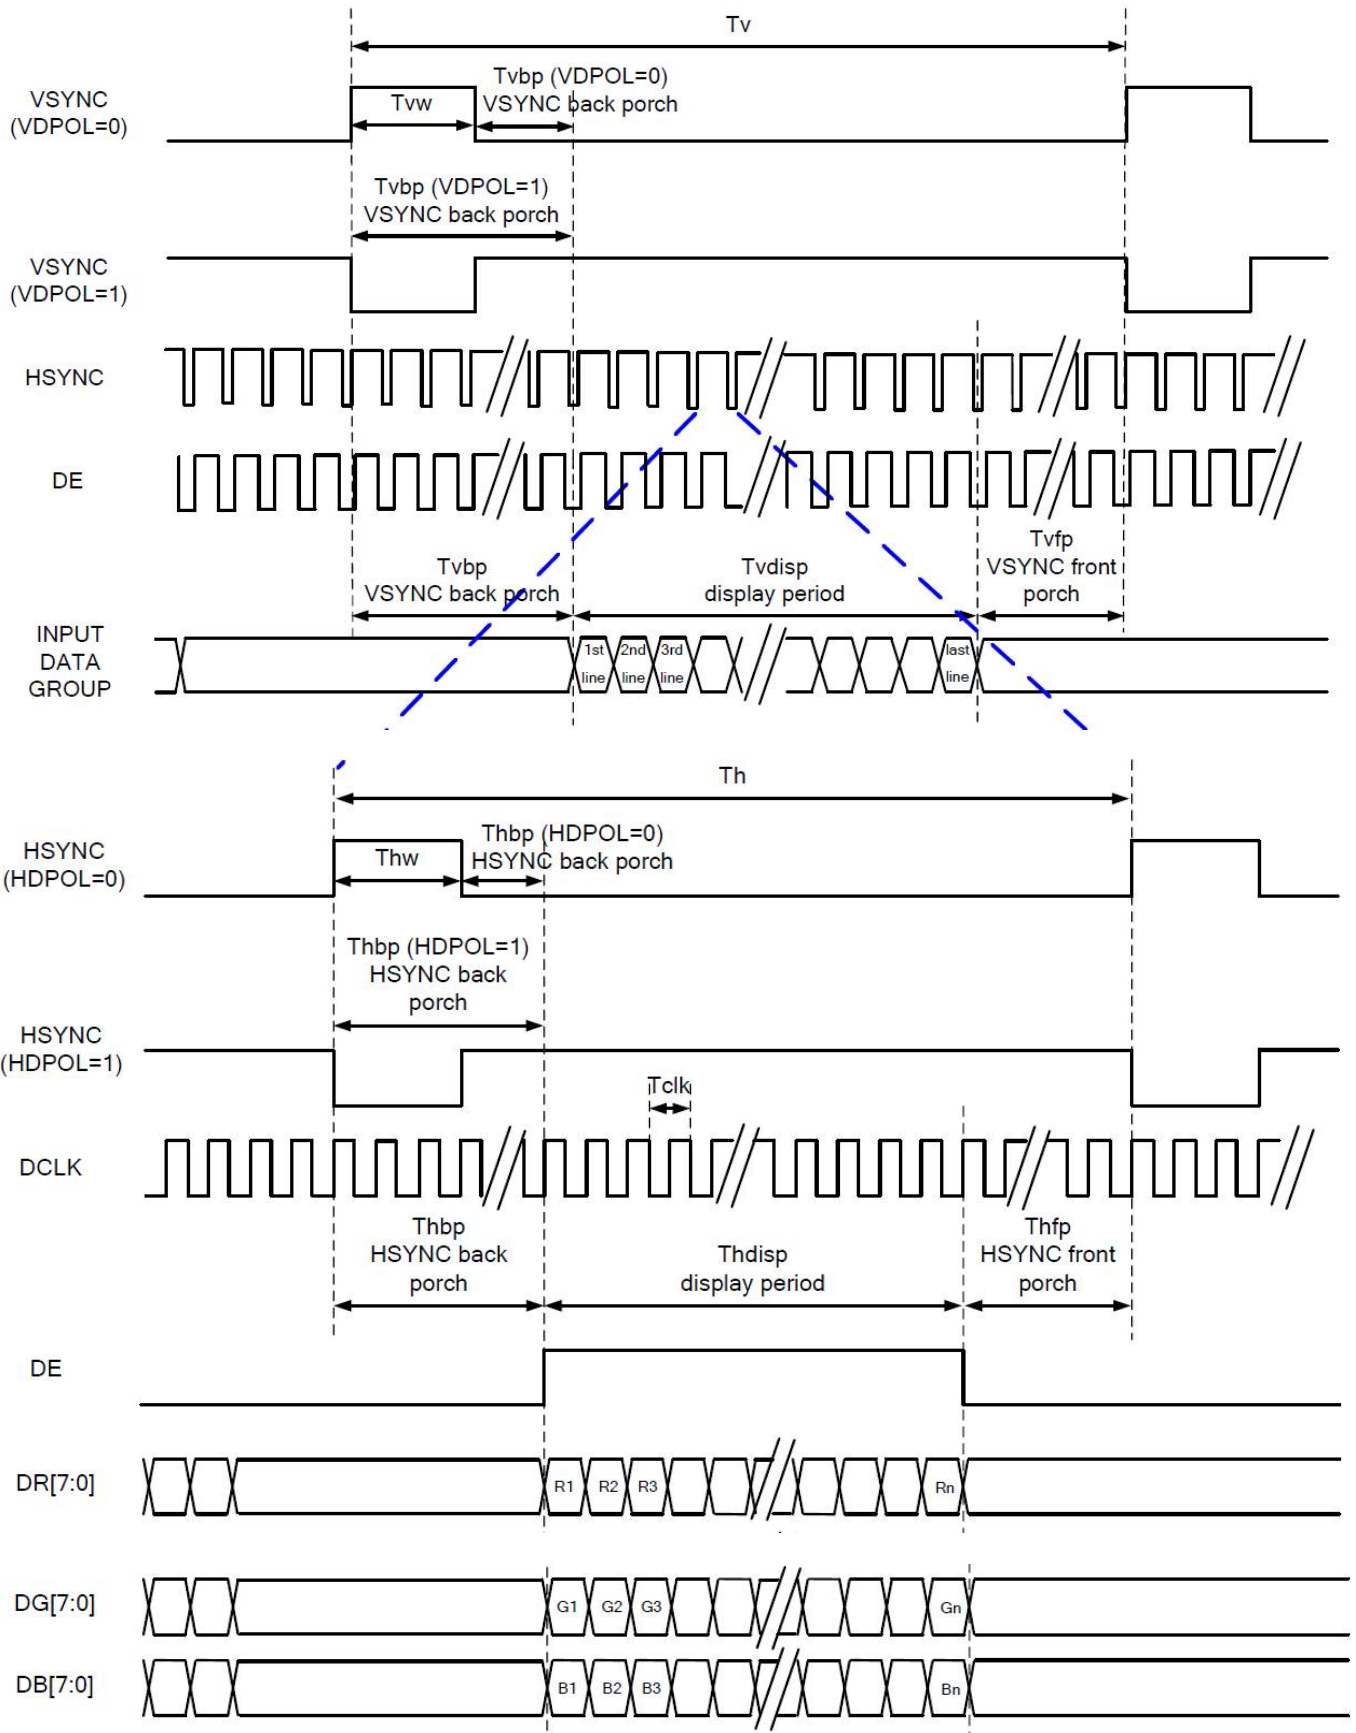 Tv
VSYNC
(VDPOL=0)
Tvw
Tvbp (VDPOL=0)
VSYNC back porch
Tvbp (VDPOL=1)
VSYNC back porch
VSYNC
(VDPOL=1)
HSYNC
DE
Tvbp
VSYNC back porch
Tvdisp
display period
Tvfp
VSYNC front
porch
INPUT
DATA
GROUP
1st
line
2nd
line
3rd
line
last
line
Th
HSYNC
(HDPOL=0)
Thw
Thbp (HDPOL=0)
HSYNC back porch
Thbp (HDPOL=1)
HSYNC back
porch
HSYNC
(HDPOL=1)
Tclk
DCLK
Thbp
HSYNC back
porch
Thdisp
display period
Thfp
HSYNC front
porch
DE
DR[7:0]
R1 R2 R3 Rn
DG[7:0]
G1 G2 G3 Gn
DB[7:0]
B1 B2 B3 Bn